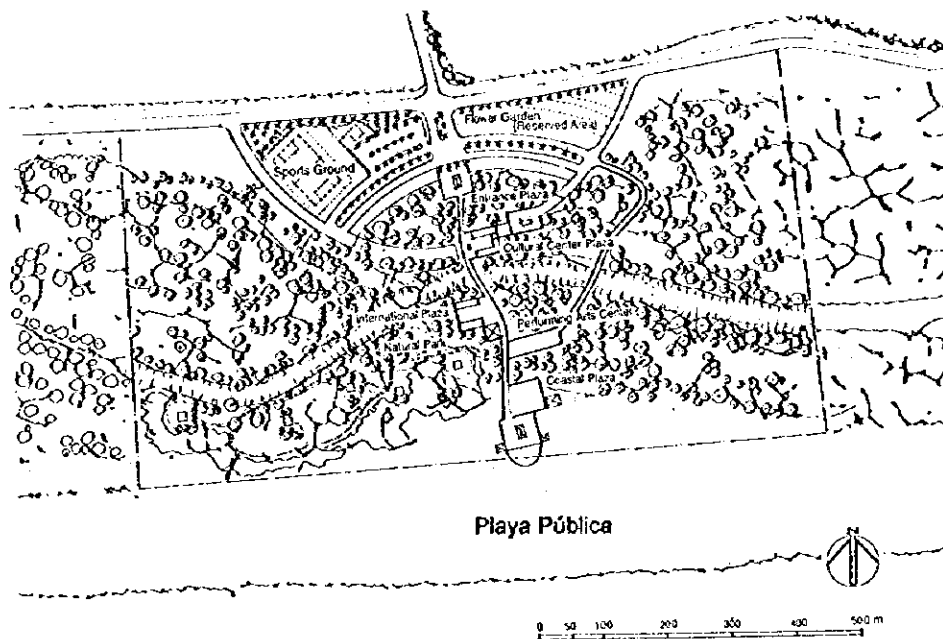 Flower Garden
(Reserved Area)
Sports Ground
Entrance Plaza
Cultural Center Plaza
International Plaza
Performing Arts Center
Natural Park
Coastal Plaza
Playa Pública
N
0 50 100 200 300 400 500 m